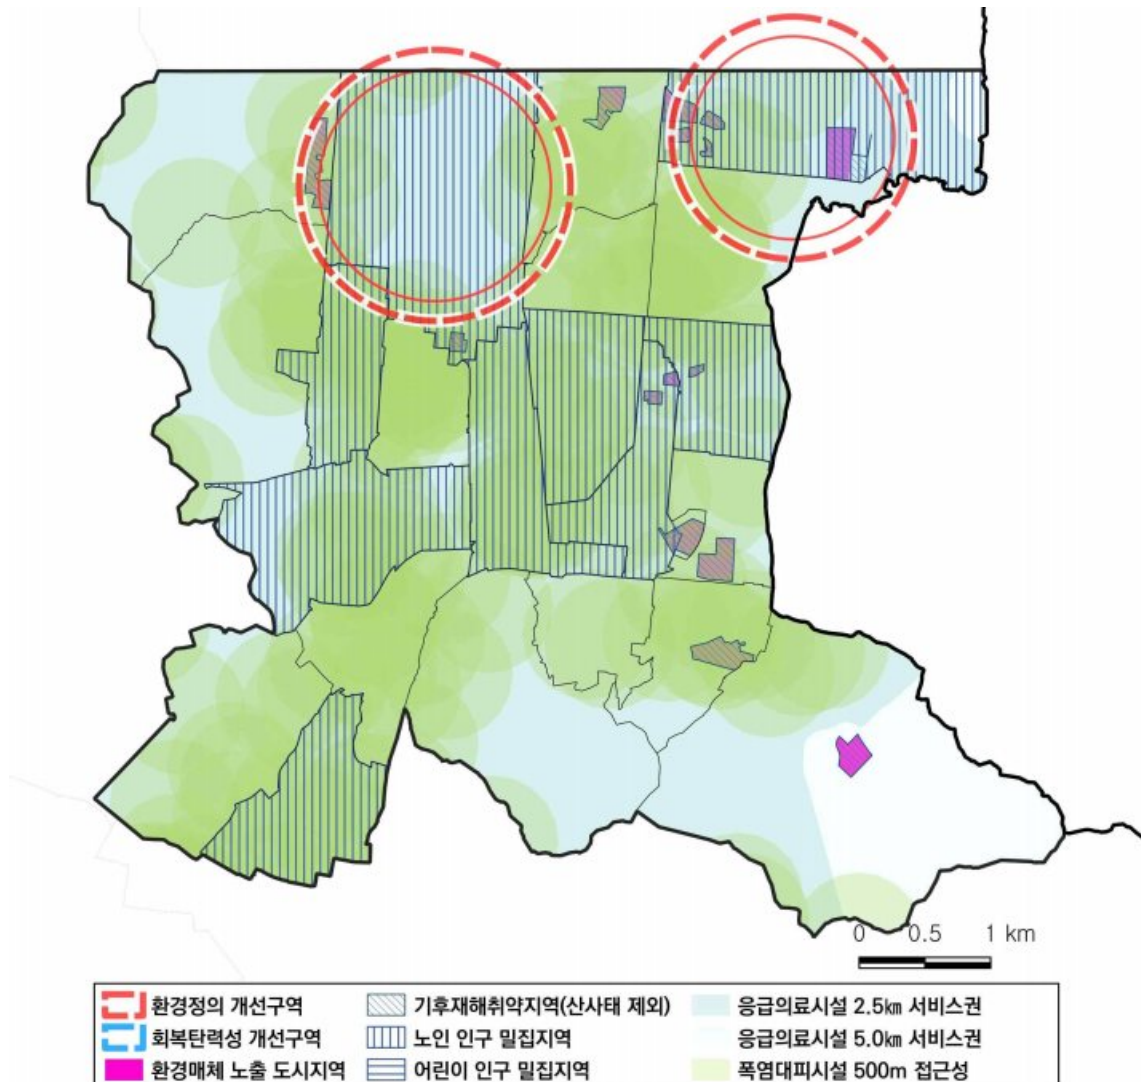 0 0.5 1 km
환경정의 개선구역 기후재해취약지역(산사태 제외) 응급의료시설 2.5㎞ 서비스권
회복탄력성 개선구역 노인 인구 밀집지역 응급의료시설 5.0㎞ 서비스권
환경매체 노출 도시지역 어린이 인구 밀집지역 폭염대피시설 500m 접근성